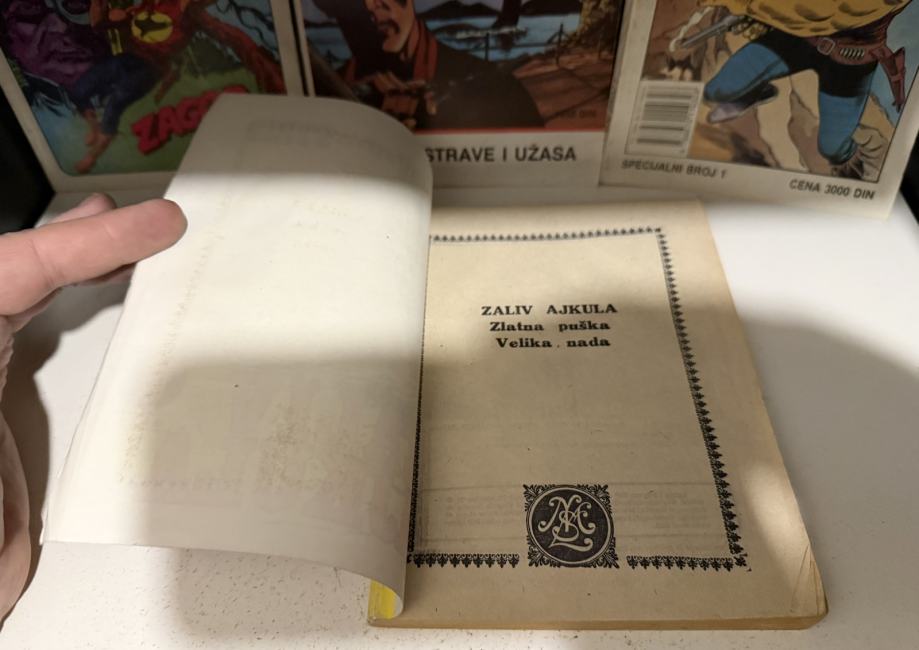 ZAGOR
STRAVE I UŽASA
SPECIJALNI BROJ 1
CENA 3000 DIN
ZALIV AJKULA
Zlatna puška
Velika nada